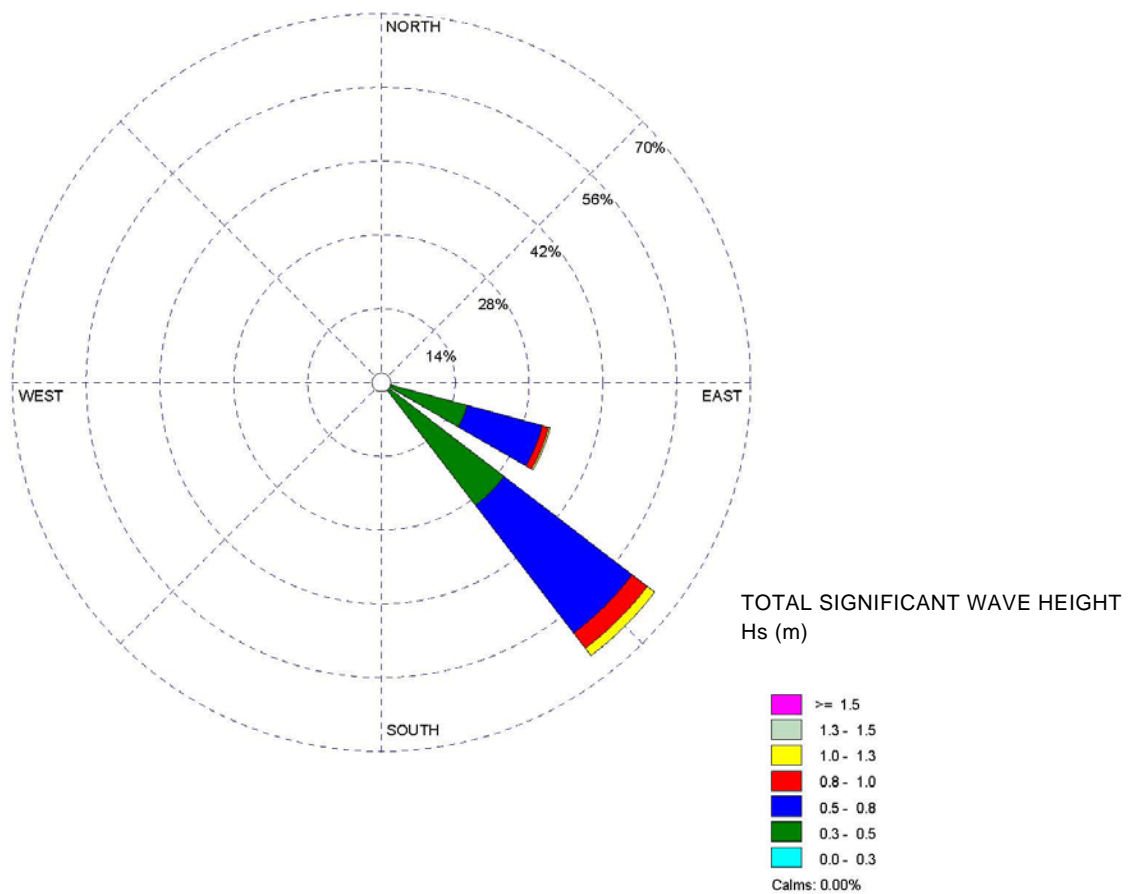 NORTH
70%
56%
42%
28%
14%
WEST
EAST
SOUTH
TOTAL SIGNIFICANT WAVE HEIGHT
Hs (m)
>= 1.5
1.3 - 1.5
1.0 - 1.3
0.8 - 1.0
0.5 - 0.8
0.3 - 0.5
0.0 - 0.3
Calms: 0.00%